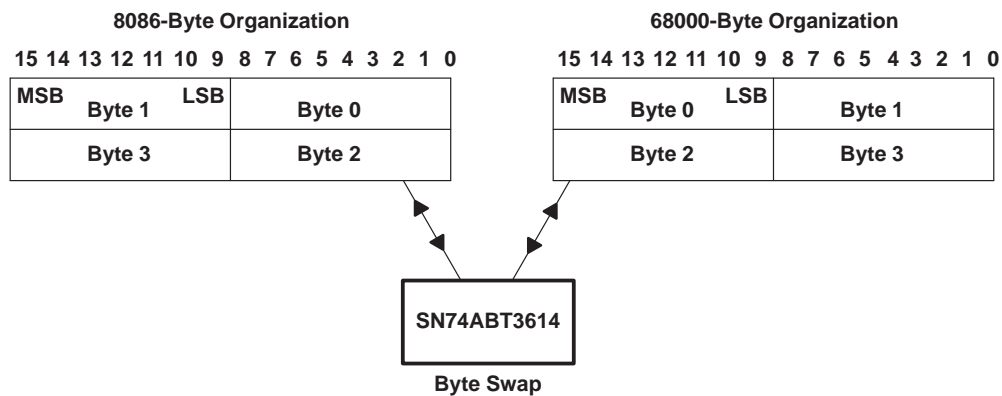 8086-Byte Organization
15 14 13 12 11 10 9 8 7 6 5 4 3 2 1 0
MSB Byte 1 LSB Byte 0
Byte 3 Byte 2
68000-Byte Organization
15 14 13 12 11 10 9 8 7 6 5 4 3 2 1 0
MSB Byte 0 LSB Byte 1
Byte 2 Byte 3
SN74ABT3614
Byte Swap